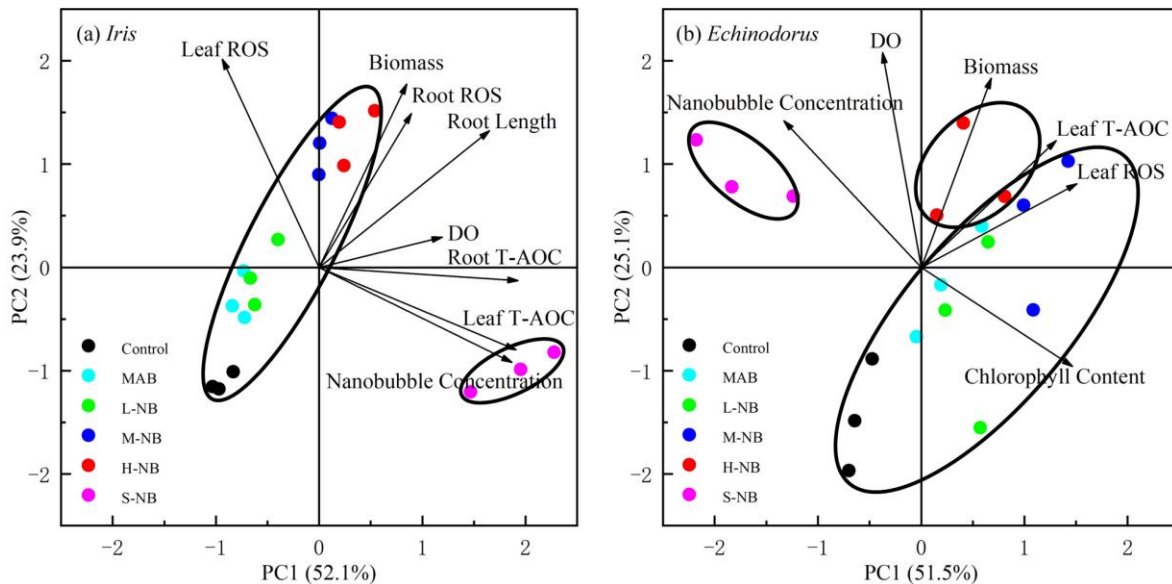 (a) Iris
Leaf ROS
Biomass
Root ROS
Root Length
DO
Root T-AOC
Leaf T-AOC
Nanobubble Concentration
Control
MAB
L-NB
M-NB
H-NB
S-NB
2
1
0
−1
−2
PC2 (23.9%)
−2
−1
0
1
2
PC1 (52.1%)
(b) Echinodorus
DO
Biomass
Nanobubble Concentration
Leaf T-AOC
Leaf ROS
Chlorophyll Content
Control
MAB
L-NB
M-NB
H-NB
S-NB
2
1
0
−1
−2
PC2 (25.1%)
−2
−1
0
1
2
PC1 (51.5%)